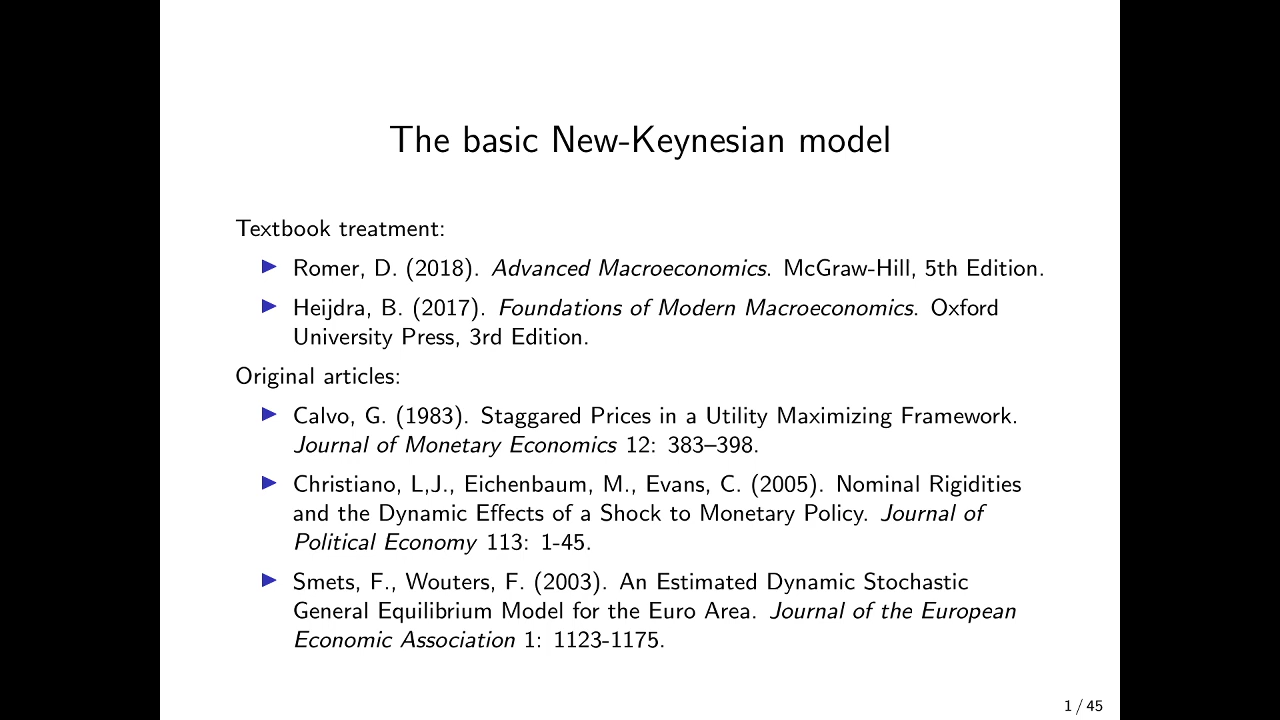 The basic New-Keynesian model
Textbook treatment:
▶ Romer, D. (2018). Advanced Macroeconomics. McGraw-Hill, 5th Edition.
▶ Heijdra, B. (2017). Foundations of Modern Macroeconomics. Oxford
University Press, 3rd Edition.
Original articles:
▶ Calvo, G. (1983). Staggared Prices in a Utility Maximizing Framework.
Journal of Monetary Economics 12: 383–398.
▶ Christiano, L,J., Eichenbaum, M., Evans, C. (2005). Nominal Rigidities
and the Dynamic Effects of a Shock to Monetary Policy. Journal of
Political Economy 113: 1-45.
▶ Smets, F., Wouters, F. (2003). An Estimated Dynamic Stochastic
General Equilibrium Model for the Euro Area. Journal of the European
Economic Association 1: 1123-1175.
1 / 45